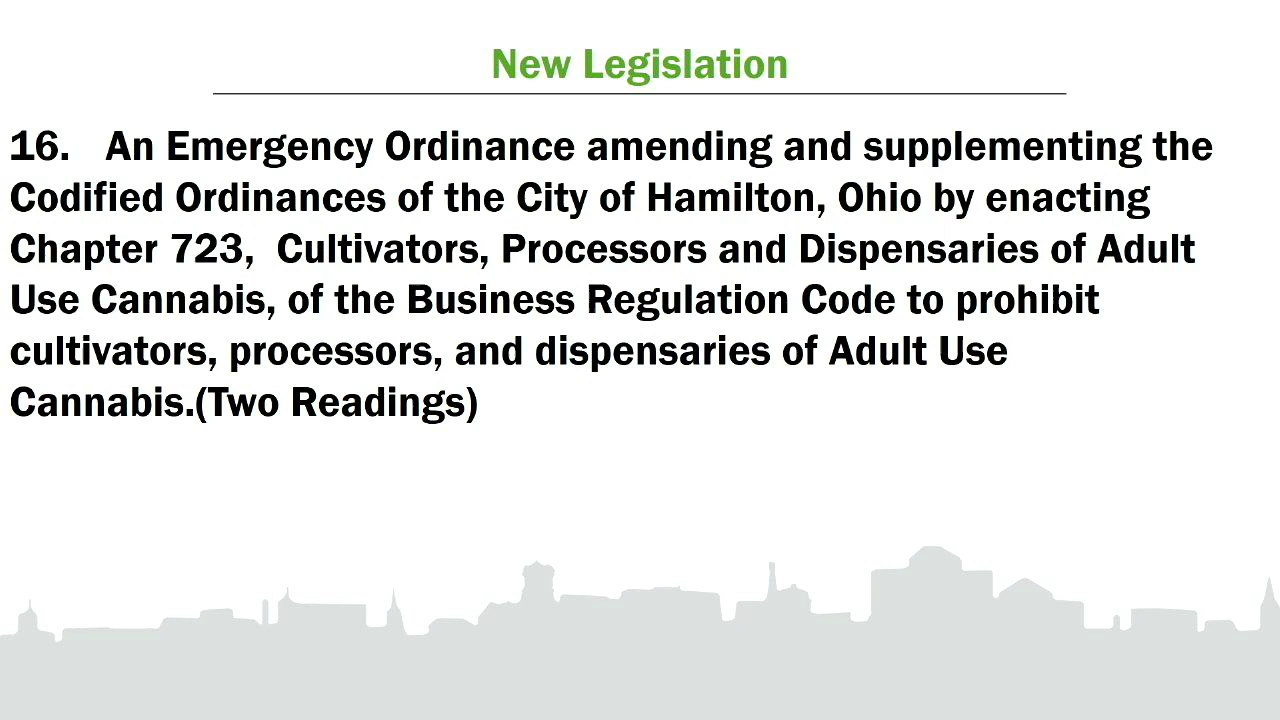 New Legislation
16. An Emergency Ordinance amending and supplementing the
Codified Ordinances of the City of Hamilton, Ohio by enacting
Chapter 723, Cultivators, Processors and Dispensaries of Adult
Use Cannabis, of the Business Regulation Code to prohibit
cultivators, processors, and dispensaries of Adult Use
Cannabis.(Two Readings)